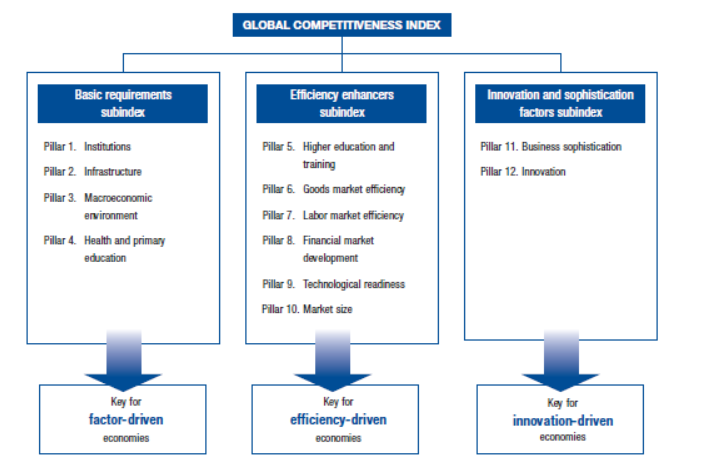 GLOBAL COMPETITIVENESS INDEX
Basic requirements
subindex
Pillar 1. Institutions
Pillar 2. Infrastructure
Pillar 3. Macroeconomic
environment
Pillar 4. Health and primary
education
Key for
factor-driven
economies
Efficiency enhancers
subindex
Pillar 5. Higher education and
training
Pillar 6. Goods market efficiency
Pillar 7. Labor market efficiency
Pillar 8. Financial market
development
Pillar 9. Technological readiness
Pillar 10. Market size
Key for
efficiency-driven
economies
Innovation and sophistication
factors subindex
Pillar 11. Business sophistication
Pillar 12. Innovation
Key for
innovation-driven
economies